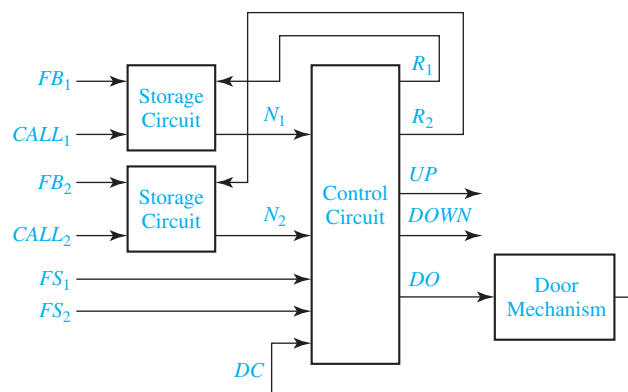 FB₁
CALL₁
Storage
Circuit
N₁
FB₂
CALL₂
Storage
Circuit
N₂
FS₁
FS₂
DC
Control
Circuit
R₁
R₂
UP
DOWN
DO
Door
Mechanism